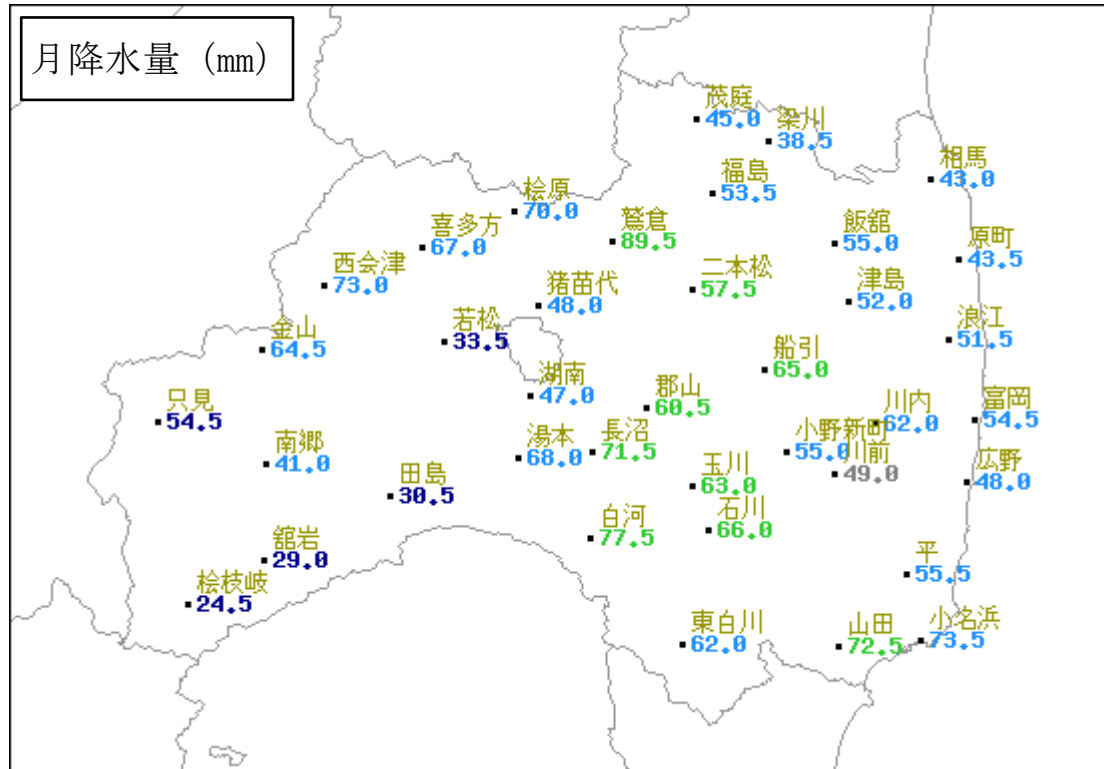 月降水量 (mm)
茂庭
45.0
梁川
38.5
相馬
43.0
福島
53.5
桧原
70.0
鷲倉
89.5
喜多方
67.0
飯舘
55.0
原町
43.5
西会津
73.0
猪苗代
48.0
二本松
57.5
津島
52.0
金山
64.5
若松
33.5
浪江
51.5
船引
65.0
湖南
47.0
郡山
60.5
只見
54.5
川内
62.0
富岡
54.5
南郷
41.0
湯本
68.0
長沼
71.5
小野新町
55.0
川前
49.0
広野
48.0
田島
30.5
玉川
63.0
石川
66.0
白河
77.5
舘岩
29.0
平
55.5
桧枝岐
24.5
東白川
62.0
山田
72.5
小名浜
73.5